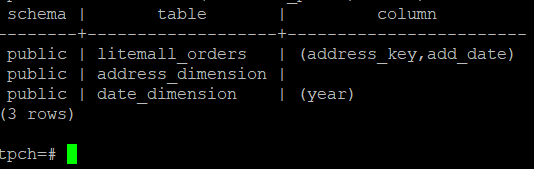 schema | table | column
--------+-------------------+-------------------------
public | litemall_orders | (address_key,add_date)
public | address_dimension |
public | date_dimension | (year)
(3 rows)
tpch=#